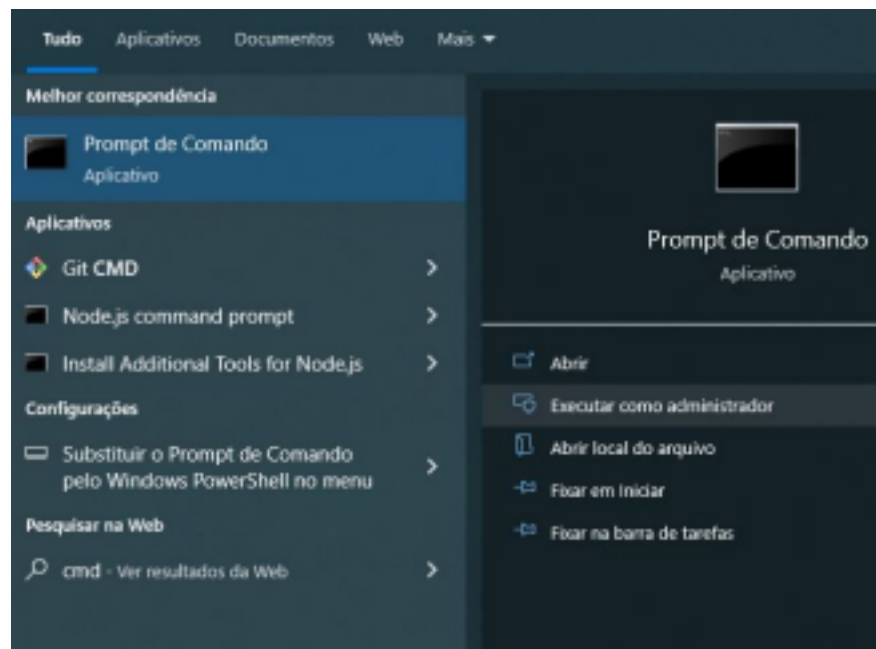 Tudo Aplicativos Documentos Web Mais
Melhor correspondência
Prompt de Comando
Aplicativo
Aplicativos
Git CMD
Node.js command prompt
Install Additional Tools for Node.js
Configurações
Substituir o Prompt de Comando
pelo Windows PowerShell no menu
Pesquisar na Web
cmd - Ver resultados da Web
Prompt de Comando
Aplicativo
Abrir
Executar como administrador
Abrir local do arquivo
Fixar em Iniciar
Fixar na barra de tarefas